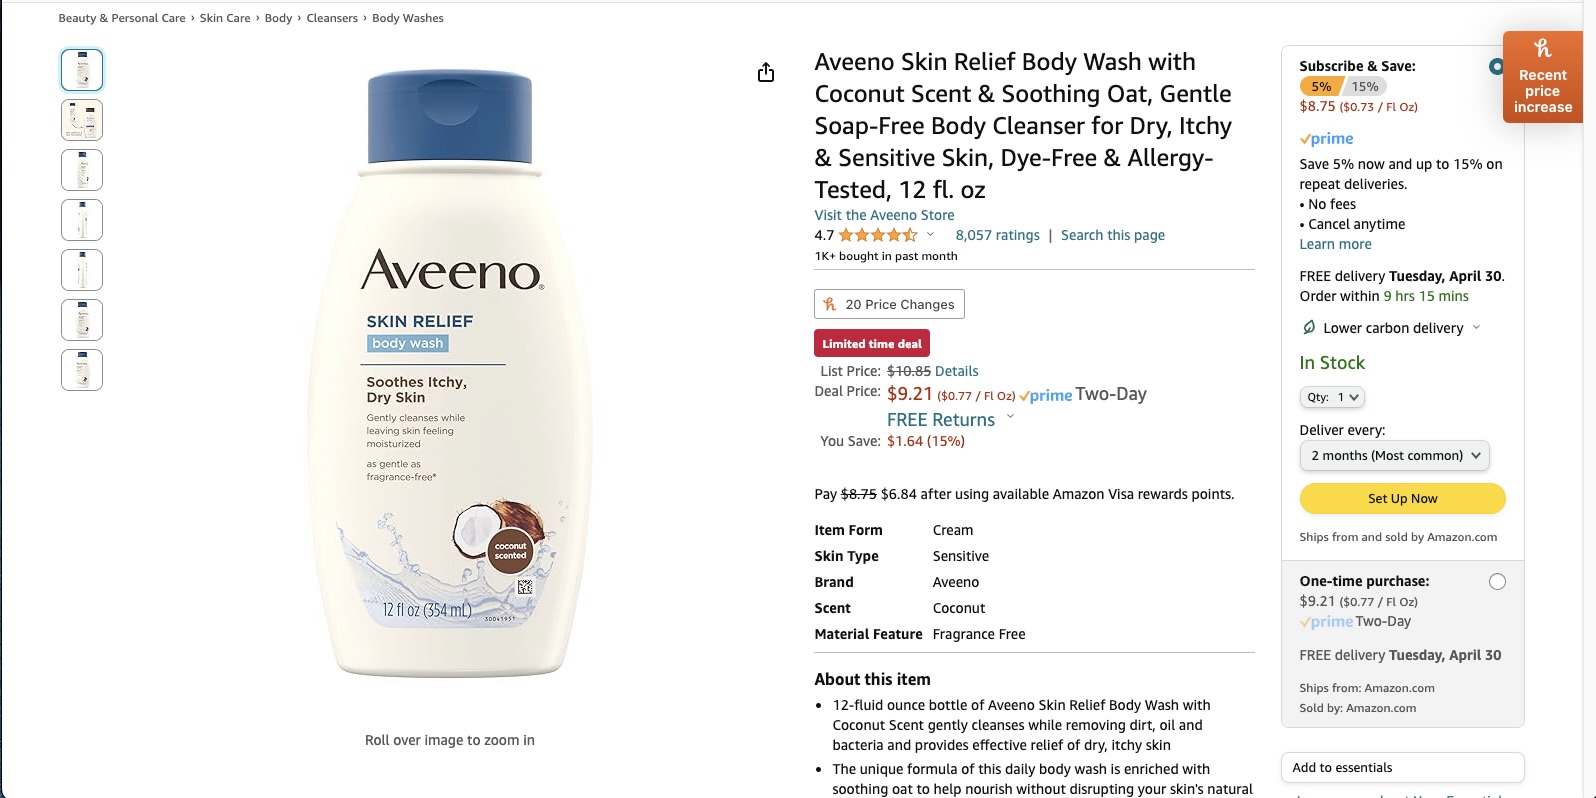 Beauty & Personal Care › Skin Care › Body › Cleansers › Body Washes
Aveeno®
SKIN RELIEF
body wash
Soothes Itchy,
Dry Skin
Gently cleanses while
leaving skin feeling
moisturized
as gentle as
fragrance-free*
coconut
scented
12 fl oz (354 mL)
30041951
Roll over image to zoom in
Aveeno Skin Relief Body Wash with
Coconut Scent & Soothing Oat, Gentle
Soap-Free Body Cleanser for Dry, Itchy
& Sensitive Skin, Dye-Free & Allergy-
Tested, 12 fl. oz
Visit the Aveeno Store
4.7 8,057 ratings | Search this page
1K+ bought in past month
20 Price Changes
Limited time deal
List Price: $10.85 Details
Deal Price: $9.21 ($0.77 / Fl Oz) prime Two-Day
FREE Returns
You Save: $1.64 (15%)
Pay $8.75 $6.84 after using available Amazon Visa rewards points.
Item Form Cream
Skin Type Sensitive
Brand Aveeno
Scent Coconut
Material Feature Fragrance Free
About this item
• 12-fluid ounce bottle of Aveeno Skin Relief Body Wash with
Coconut Scent gently cleanses while removing dirt, oil and
bacteria and provides effective relief of dry, itchy skin
• The unique formula of this daily body wash is enriched with
soothing oat to help nourish without disrupting your skin's natural
Subscribe & Save:
5% 15%
$8.75 ($0.73 / Fl Oz)
prime
Save 5% now and up to 15% on
repeat deliveries.
• No fees
• Cancel anytime
Learn more
FREE delivery Tuesday, April 30.
Order within 9 hrs 15 mins
Lower carbon delivery
In Stock
Qty: 1
Deliver every:
2 months (Most common)
Set Up Now
Ships from and sold by Amazon.com
One-time purchase:
$9.21 ($0.77 / Fl Oz)
prime Two-Day
FREE delivery Tuesday, April 30
Ships from: Amazon.com
Sold by: Amazon.com
Add to essentials
Recent
price
increase